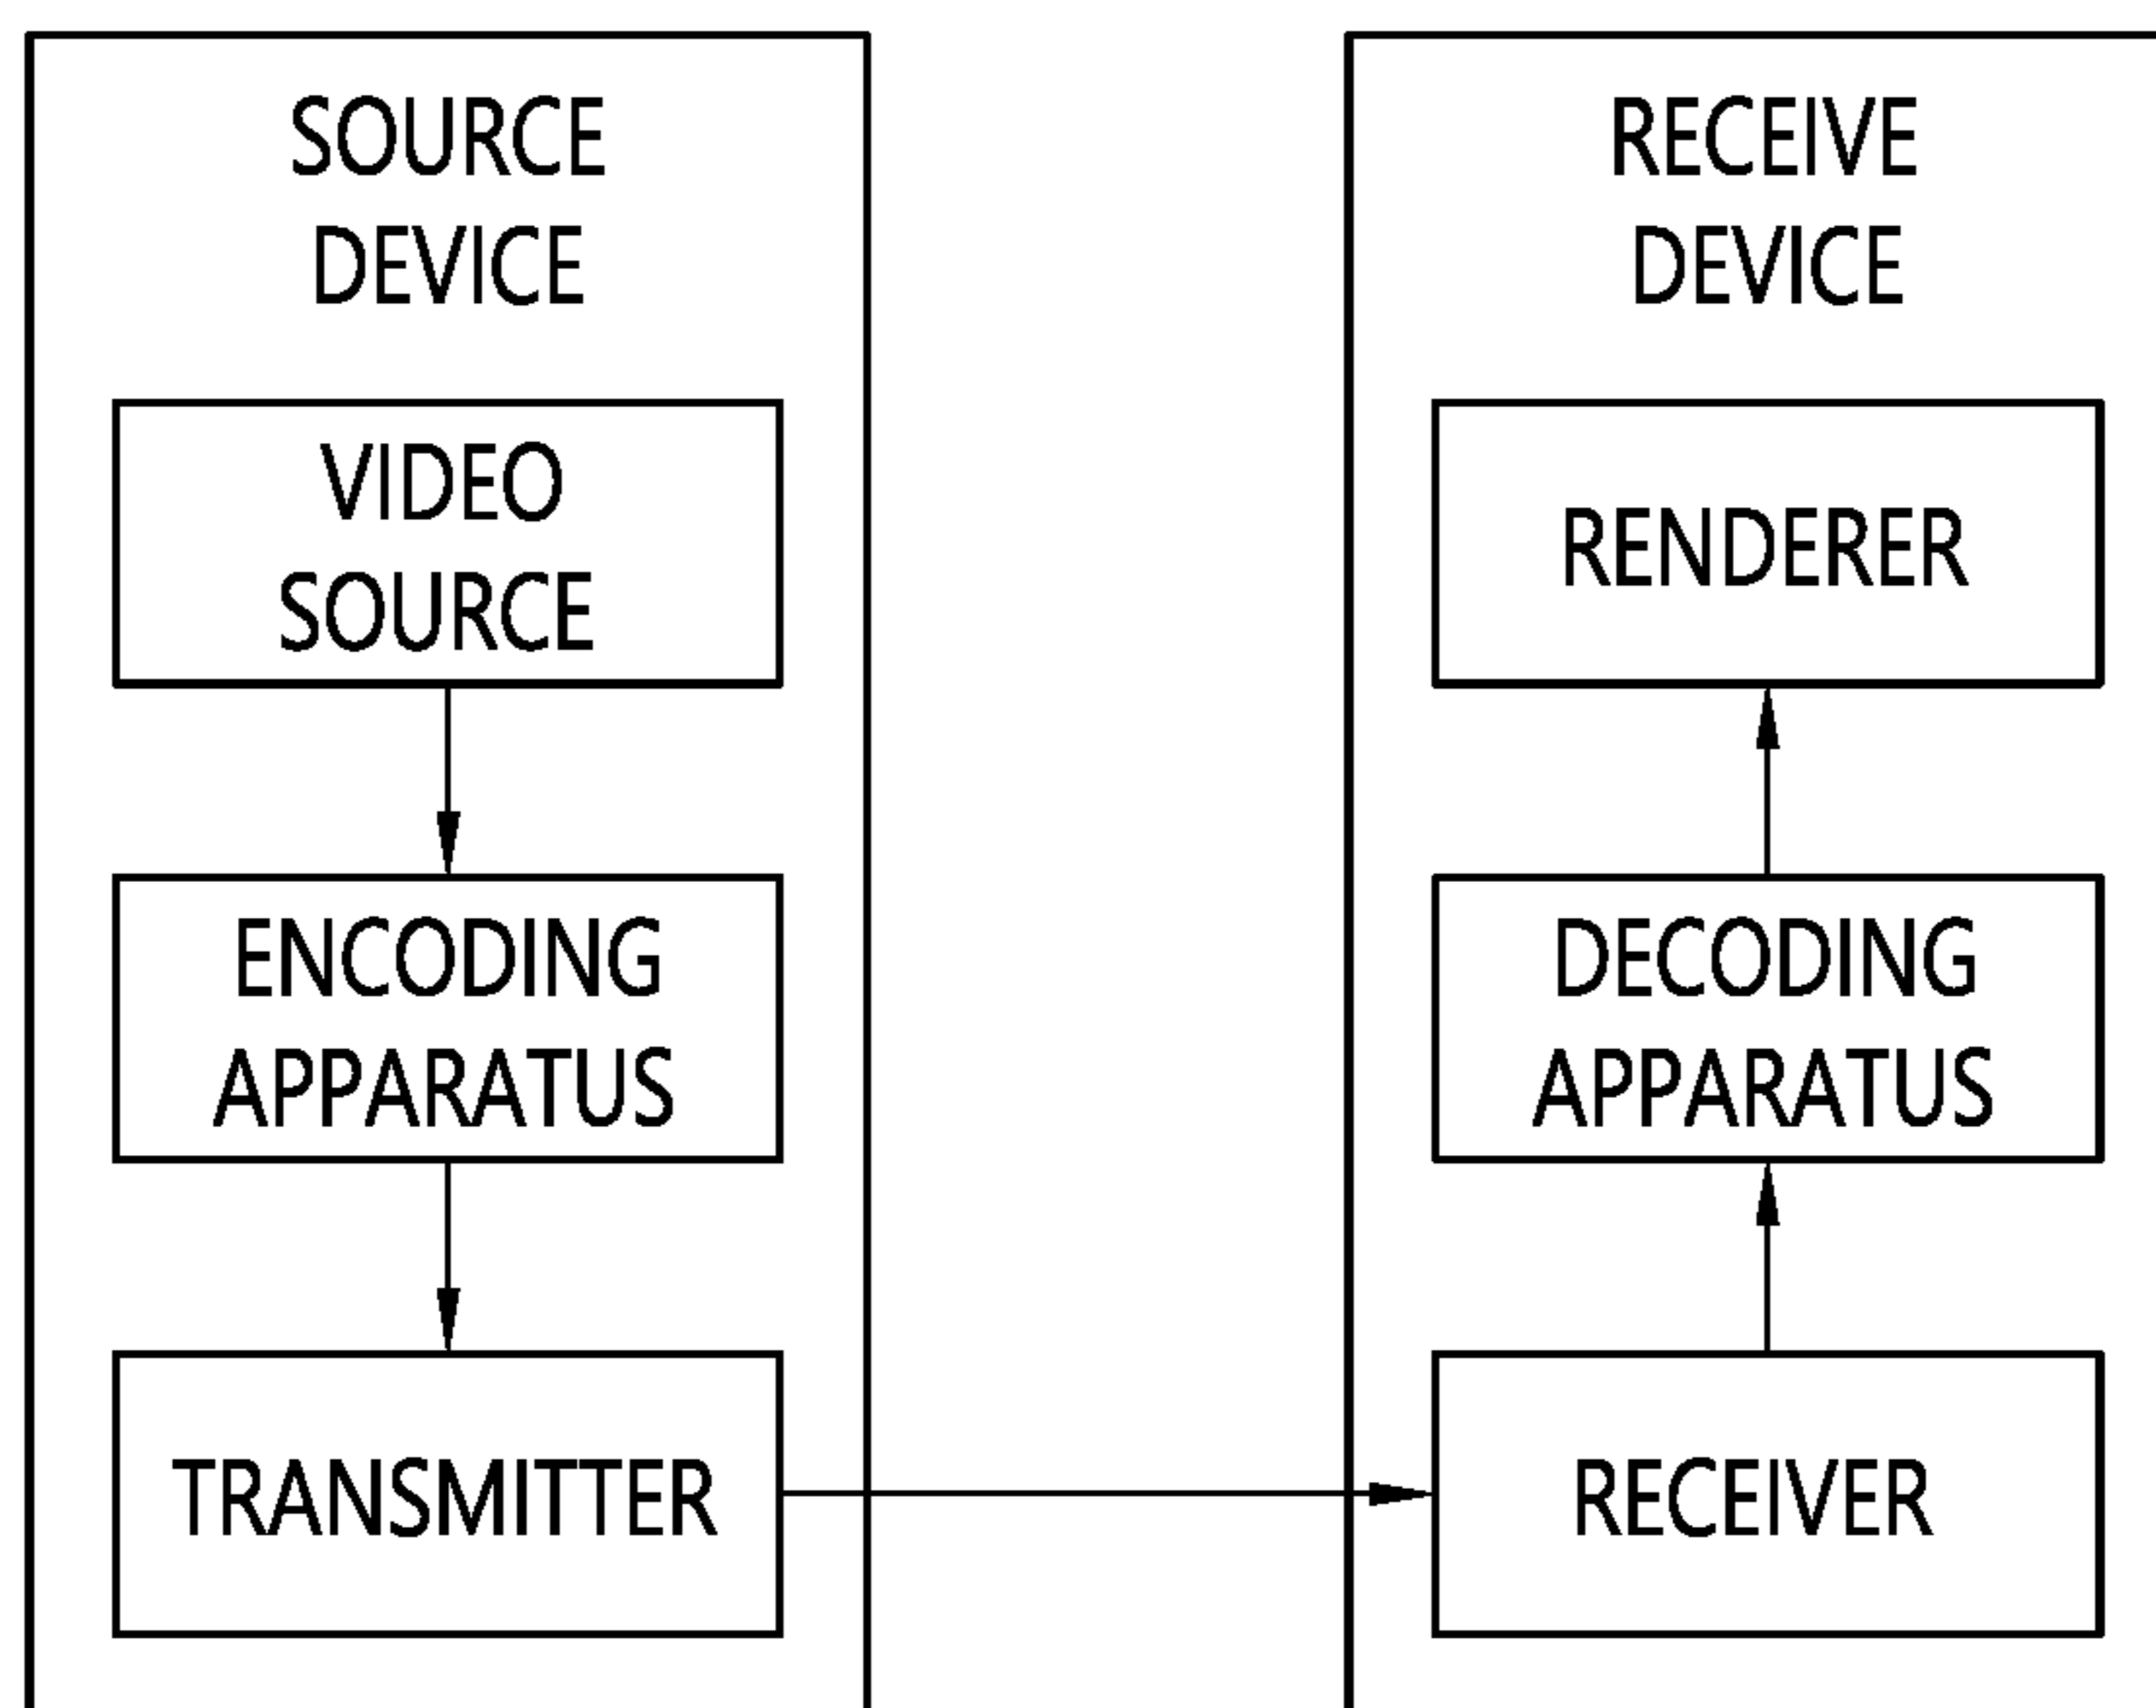 SOURCE
DEVICE
VIDEO
SOURCE
ENCODING
APPARATUS
TRANSMITTER
RECEIVE
DEVICE
RENDERER
DECODING
APPARATUS
RECEIVER